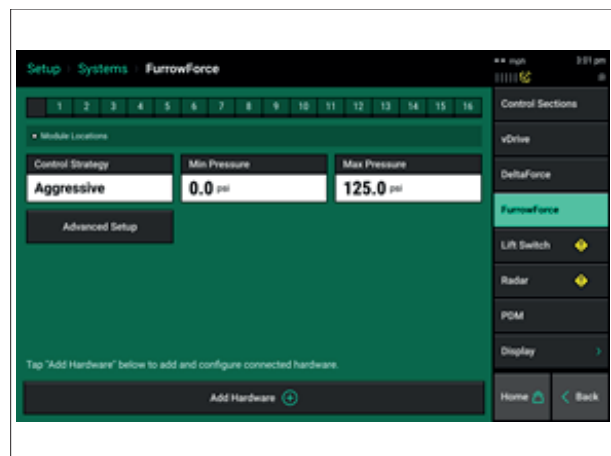 Setup Systems FurrowForce
mph 3:01 pm
1 2 3 4 5 6 7 8 9 10 11 12 13 14 15 16
Module Locations
Control Strategy
Aggressive
Min Pressure
0.0 psi
Max Pressure
125.0 psi
Advanced Setup
Tap "Add Hardware" below to add and configure connected hardware.
Add Hardware
Control Sections
vDrive
DeltaForce
FurrowForce
Lift Switch
Radar
PDM
Display
Home
Back